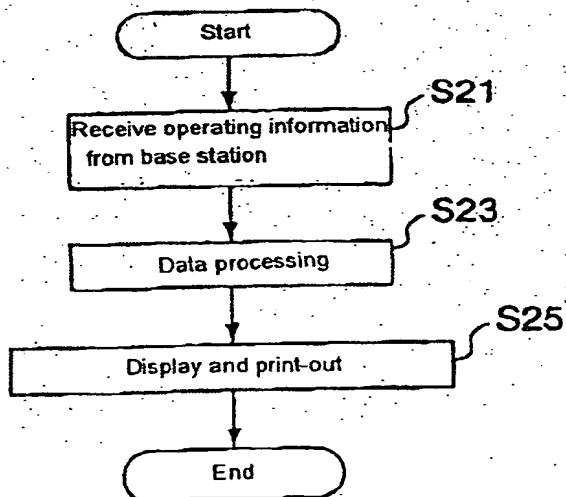 Start
S21
Receive operating information
from base station
S23
Data processing
S25
Display and print-out
End